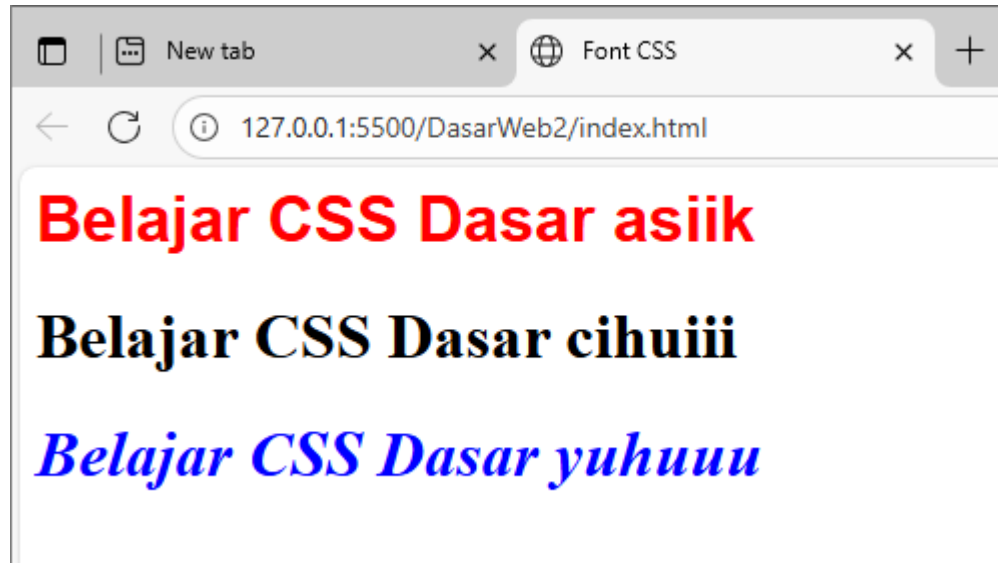 New tab
Font CSS
127.0.0.1:5500/DasarWeb2/index.html
Belajar CSS Dasar asiik
Belajar CSS Dasar cihuiii
Belajar CSS Dasar yuhuuu